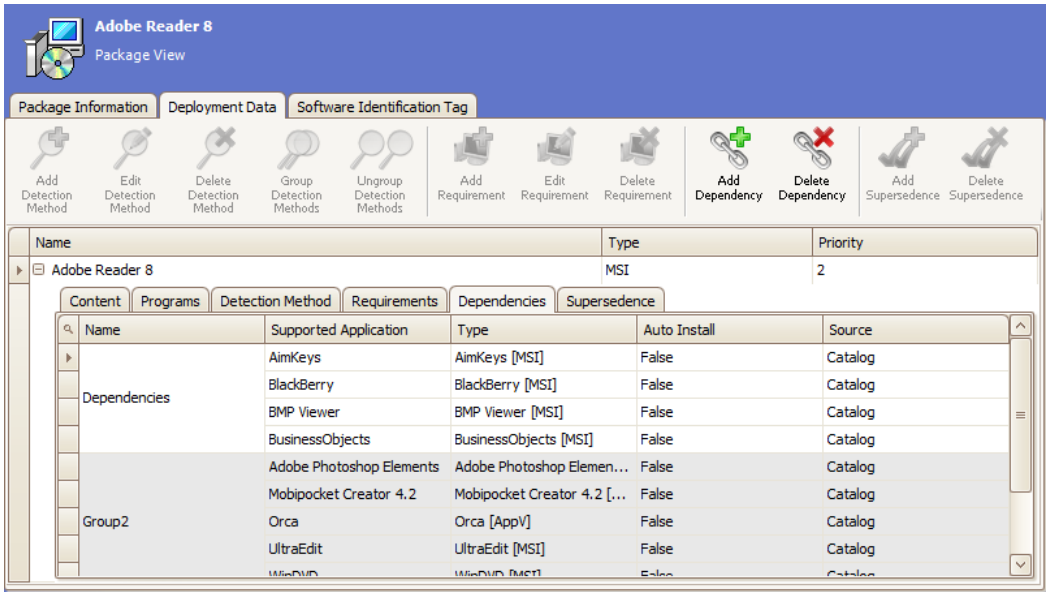 Adobe Reader 8
Package View
Package Information Deployment Data Software Identification Tag
Add Detection Method
Edit Detection Method
Delete Detection Method
Group Detection Methods
Ungroup Detection Methods
Add Requirement
Edit Requirement
Delete Requirement
Add Dependency
Delete Dependency
Add Supersedence
Delete Supersedence
Name Type Priority
Adobe Reader 8 MSI 2
Content Programs Detection Method Requirements Dependencies Supersedence
Name Supported Application Type Auto Install Source
Dependencies
AimKeys AimKeys [MSI] False Catalog
BlackBerry BlackBerry [MSI] False Catalog
BMP Viewer BMP Viewer [MSI] False Catalog
BusinessObjects BusinessObjects [MSI] False Catalog
Group2
Adobe Photoshop Elements Adobe Photoshop Elemen... False Catalog
Mobipocket Creator 4.2 Mobipocket Creator 4.2 [... False Catalog
Orca Orca [AppV] False Catalog
UltraEdit UltraEdit [MSI] False Catalog
WinDVD WinDVD [MSI] False Catalog